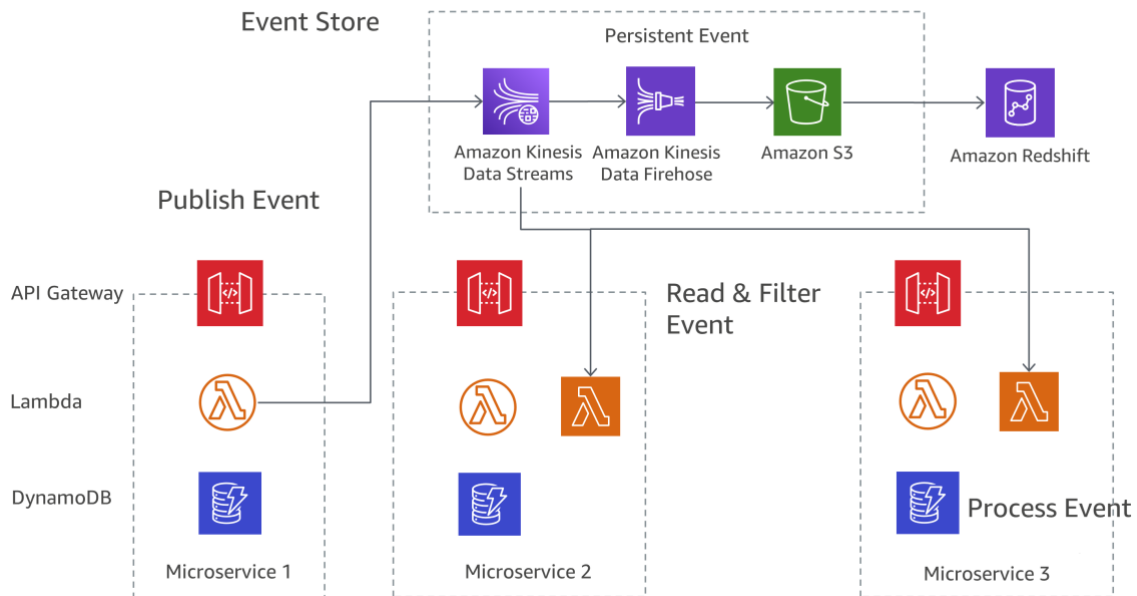 Event Store
Persistent Event
Amazon Kinesis
Data Streams
Amazon Kinesis
Data Firehose
Amazon S3
Amazon Redshift
Publish Event
API Gateway
</>
</>
</>
Read & Filter
Event
Lambda
DynamoDB
Process Event
Microservice 1
Microservice 2
Microservice 3